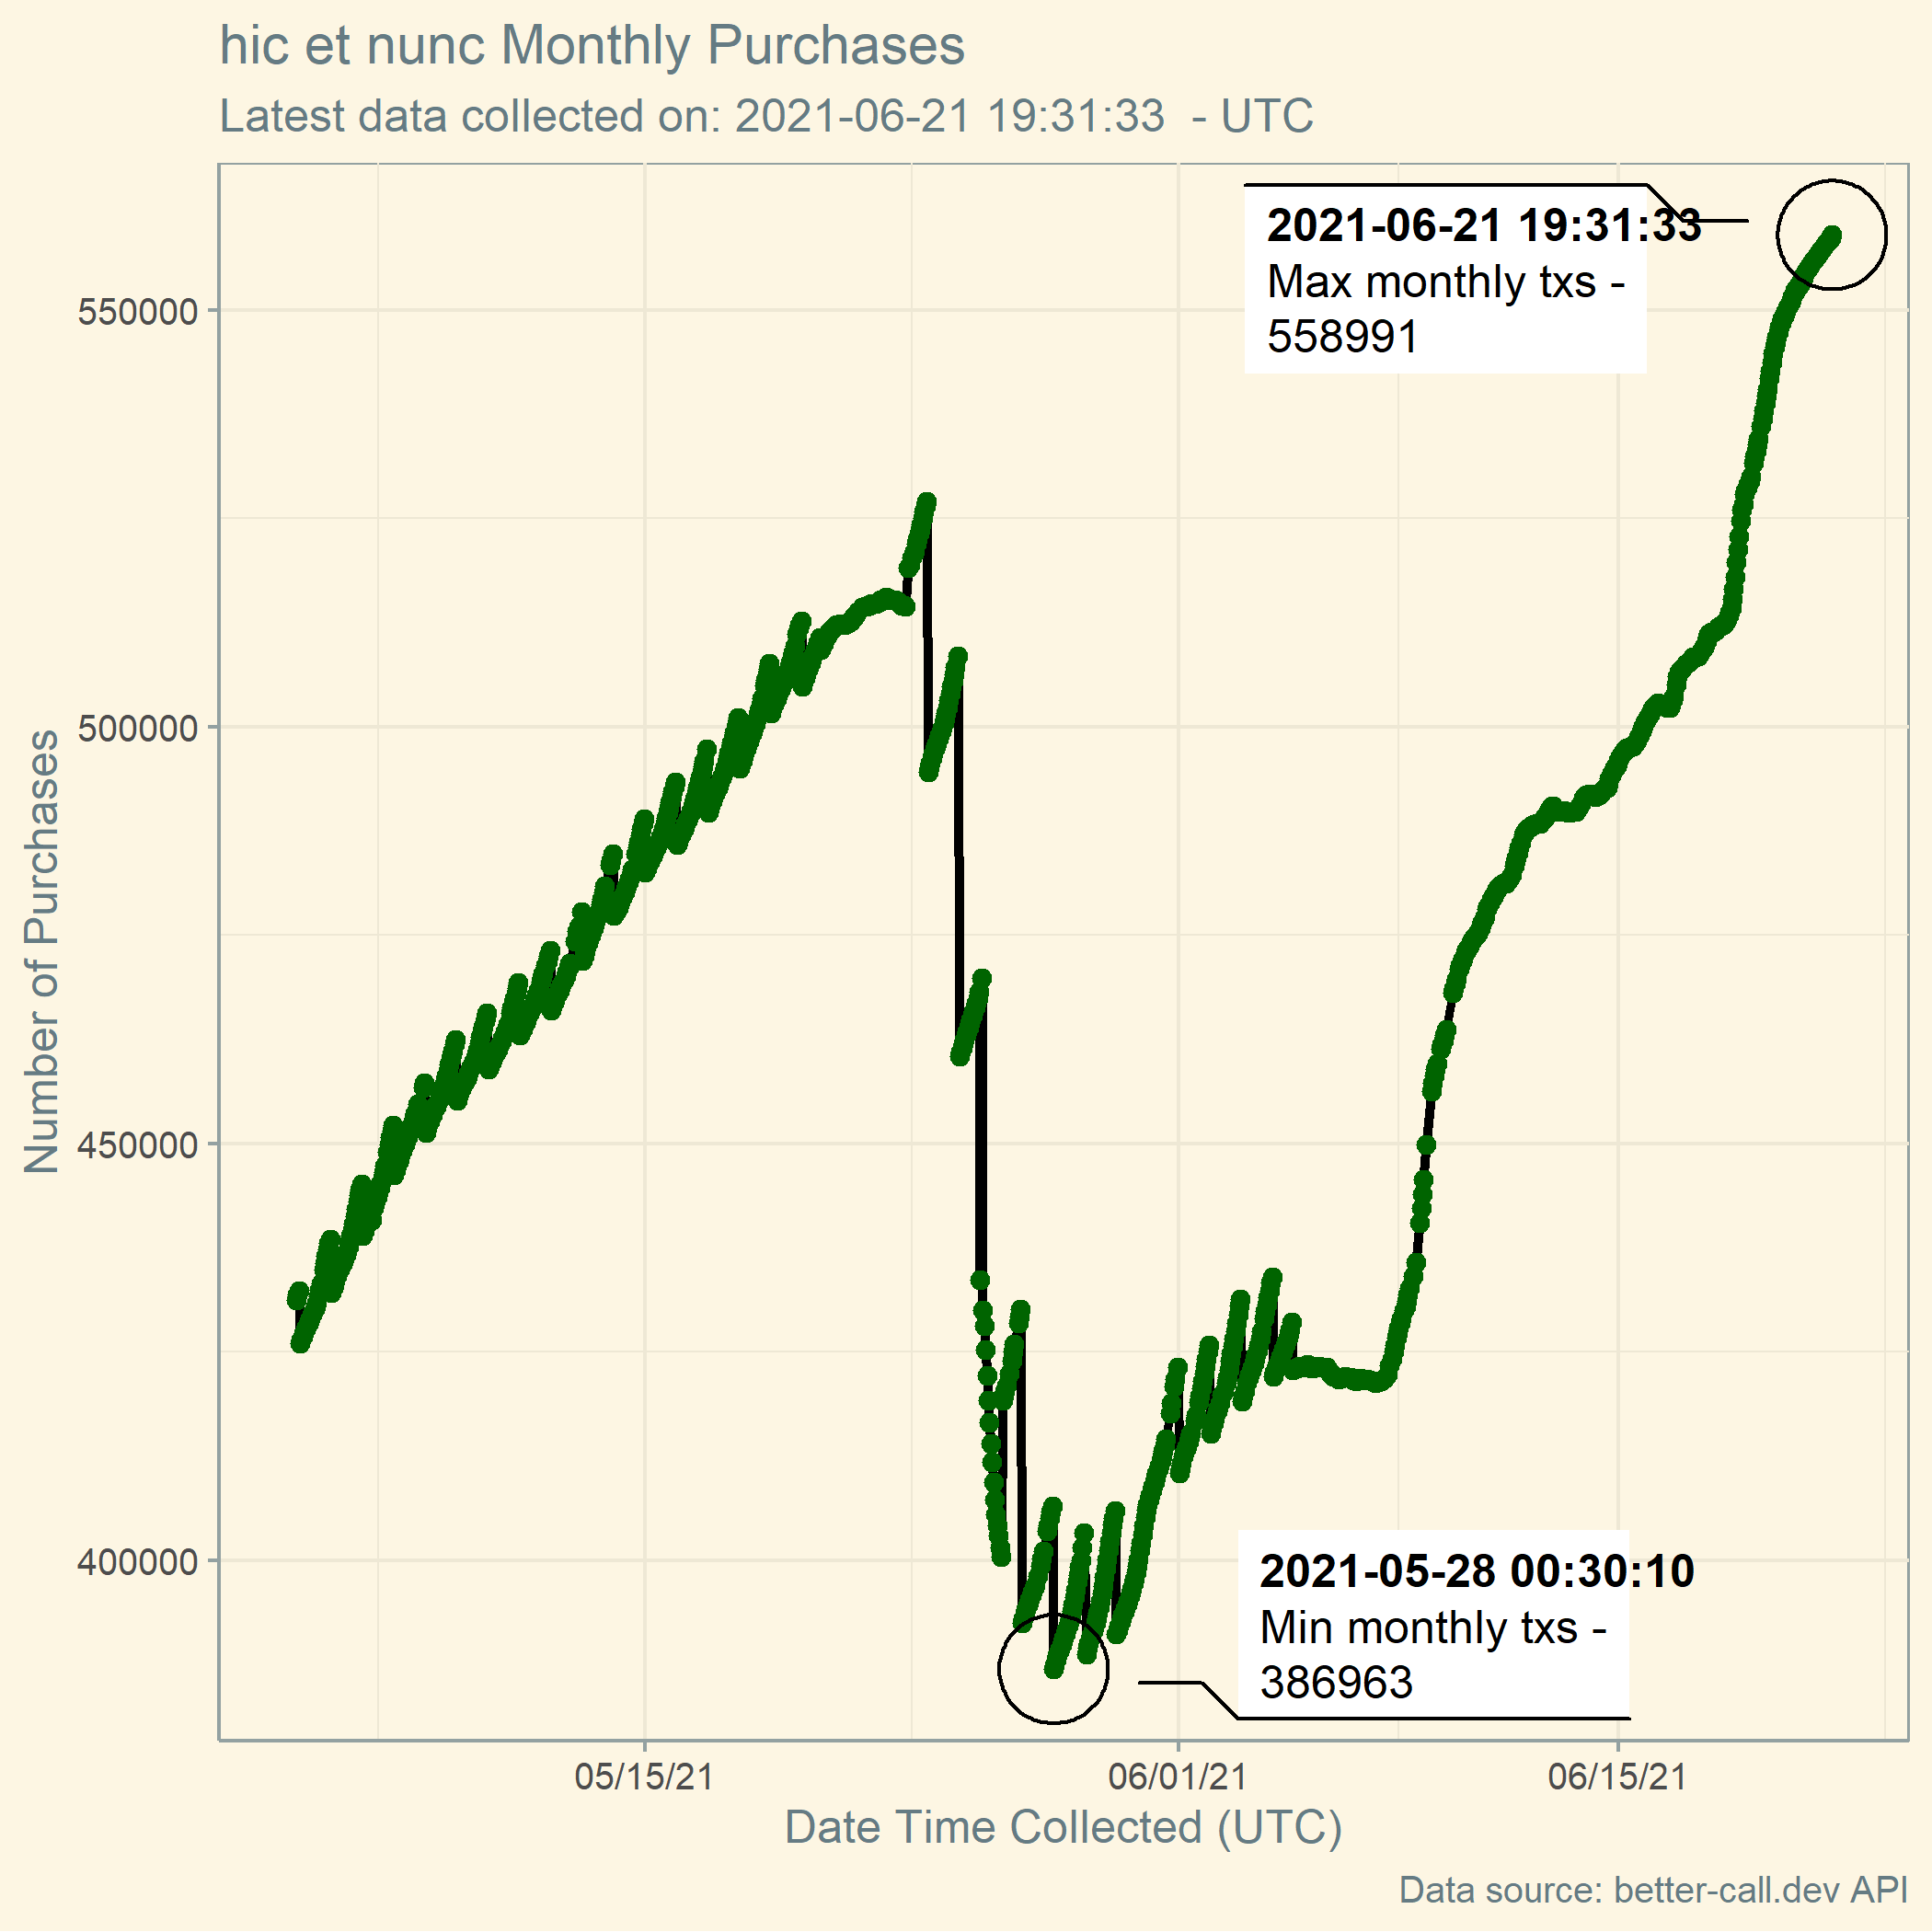 hic et nunc Monthly Purchases
Latest data collected on: 2021-06-21 19:31:33  - UTC
2021-06-21 19:31:33
Max monthly txs -
558991
550000
500000
450000
400000
Number of Purchases
2021-05-28 00:30:10
Min monthly txs -
386963
05/15/21
06/01/21
06/15/21
Date Time Collected (UTC)
Data source: better-call.dev API